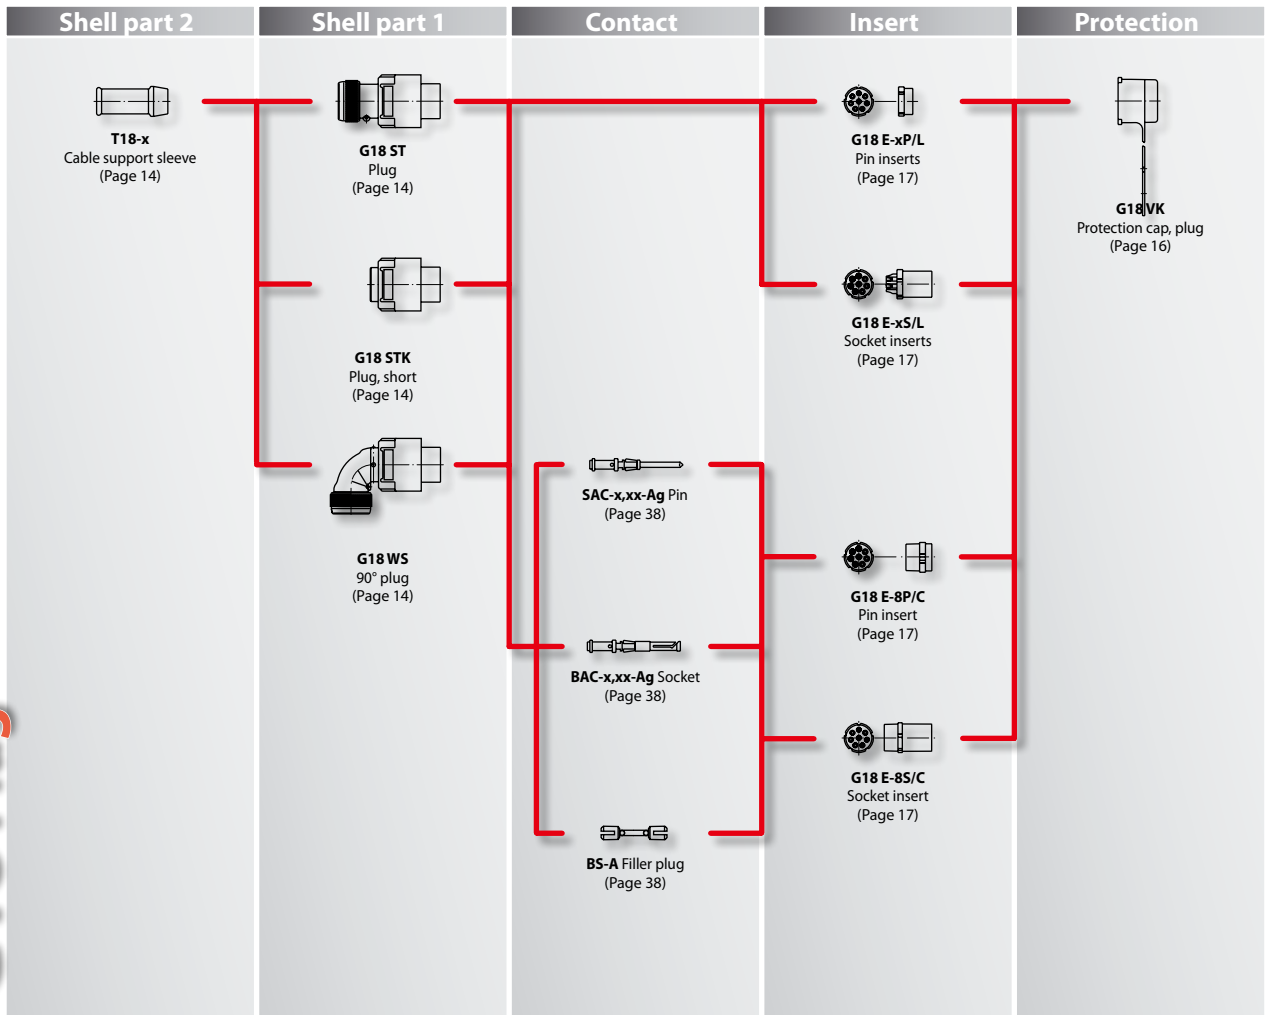 Shell part 2
Shell part 1
Contact
Insert
Protection
T18-x
Cable support sleeve
(Page 14)
G18 ST
Plug
(Page 14)
G18 STK
Plug, short
(Page 14)
G18 WS
90° plug
(Page 14)
SAC-x,xx-Ag Pin
(Page 38)
BAC-x,xx-Ag Socket
(Page 38)
BS-A Filler plug
(Page 38)
G18 E-xP/L
Pin inserts
(Page 17)
G18 E-xS/L
Socket inserts
(Page 17)
G18 E-8P/C
Pin insert
(Page 17)
G18 E-8S/C
Socket insert
(Page 17)
G18 VK
Protection cap, plug
(Page 16)